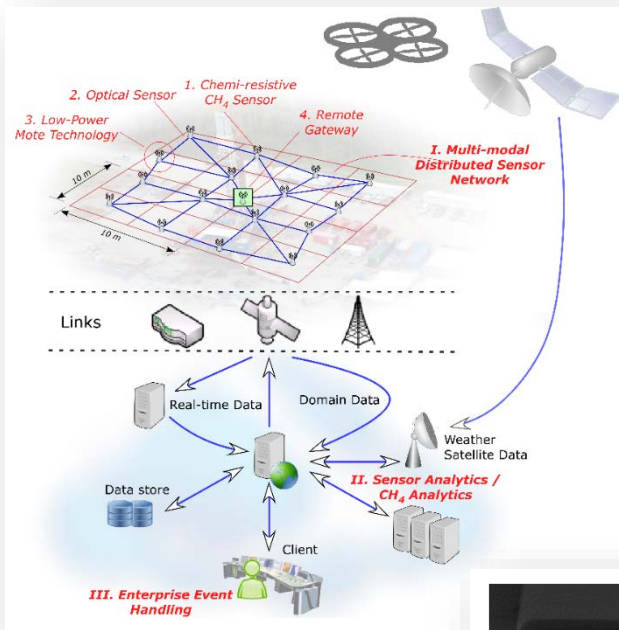 1. Chemi-resistive
CH₄ Sensor
2. Optical Sensor
3. Low-Power
Mote Technology
4. Remote
Gateway
I. Multi-modal
Distributed Sensor
Network
10 m
10 m
Links
Real-time Data
Domain Data
Weather
Satellite Data
II. Sensor Analytics /
CH₄ Analytics
Data store
Client
III. Enterprise Event
Handling